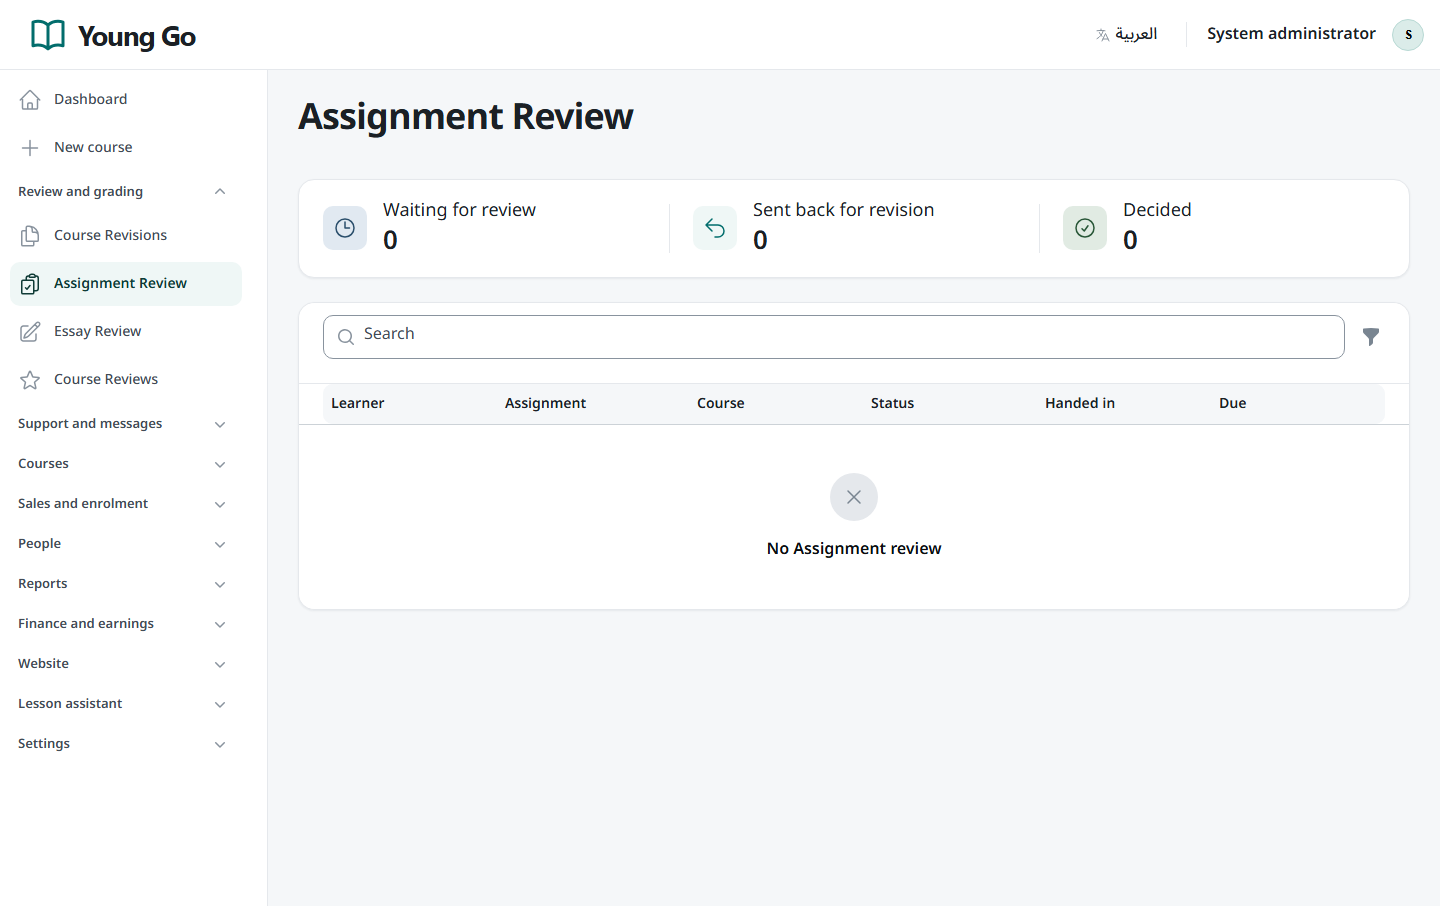 Young Go
العربية
System administrator
S
Dashboard
New course
Review and grading
Course Revisions
Assignment Review
Essay Review
Course Reviews
Support and messages
Courses
Sales and enrolment
People
Reports
Finance and earnings
Website
Lesson assistant
Settings
Assignment Review
Waiting for review
0
Sent back for revision
0
Decided
0
Search
Learner Assignment Course Status Handed in Due
No Assignment review